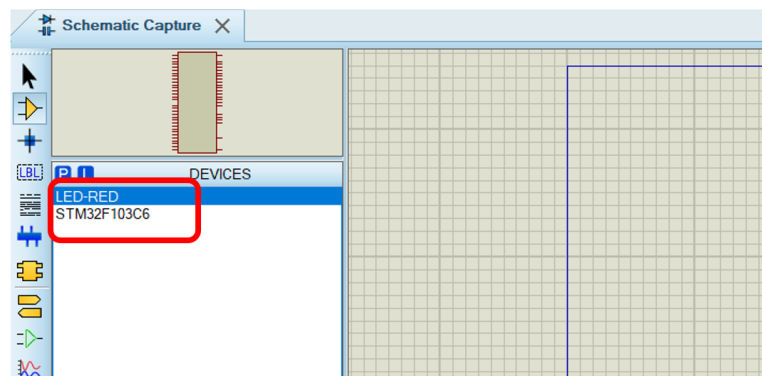 Schematic Capture
LBL
P L DEVICES
LED-RED
STM32F103C6